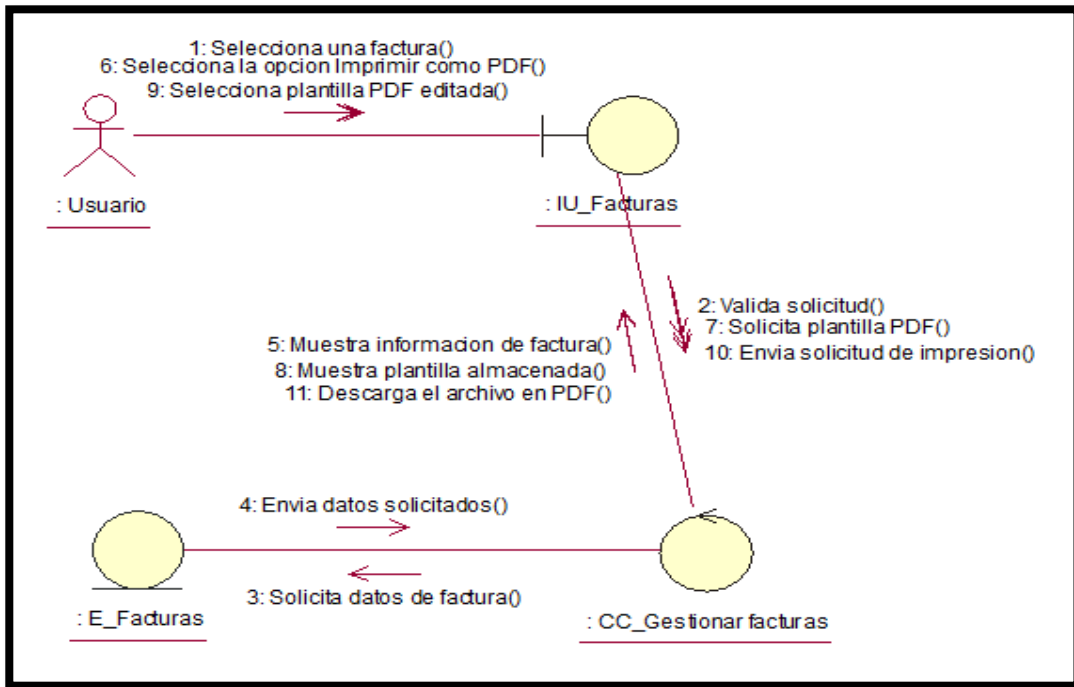 1: Selecciona una factura()
6: Selecciona la opcion Imprimir como PDF()
9: Selecciona plantilla PDF editada()
: Usuario
: IU_Facturas
2: Valida solicitud()
7: Solicita plantilla PDF()
10: Envia solicitud de impresion()
5: Muestra informacion de factura()
8: Muestra plantilla almacenada()
11: Descarga el archivo en PDF()
4: Envia datos solicitados()
3: Solicita datos de factura()
: E_Facturas
: CC_Gestionar facturas